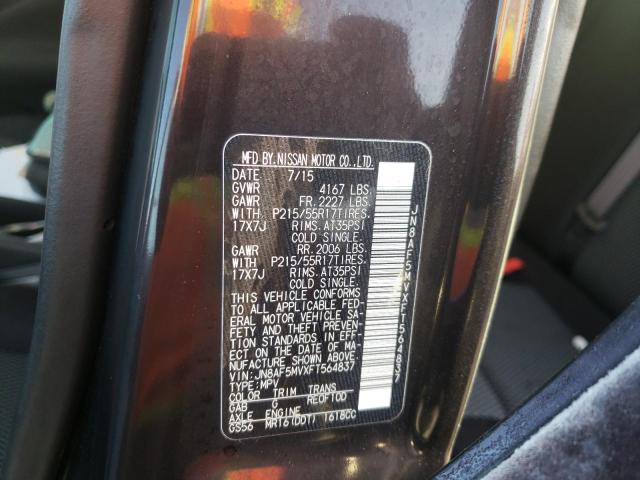 MFD BY.NISSAN MOTOR CO.,LTD.
DATE 7/15
GVWR 4167 LBS.
GAWR FR. 2227 LBS.
WITH P215/55R17TIRES.
17X7J RIMS. AT35PSI
COLD SINGLE.
GAWR RR. 2006 LBS.
WITH P215/55R17TIRES.
17X7J RIMS. AT35PSI
COLD SINGLE.
THIS VEHICLE CONFORMS
TO ALL APPLICABLE FED-
ERAL MOTOR VEHICLE SA-
FETY AND THEFT PREVEN-
TION STANDARDS IN EFF-
ECT ON THE DATE OF MA-
NUFACTURE SHOWN ABOVE.
VIN: JN8AF5MVXFT564837
TYPE: MPV
COLOR TRIM TRANS
GAB G RE0F10D
AXLE ENGINE
GS56 MR16(DDT) 1618CC
JN8AF5MVXFT564837